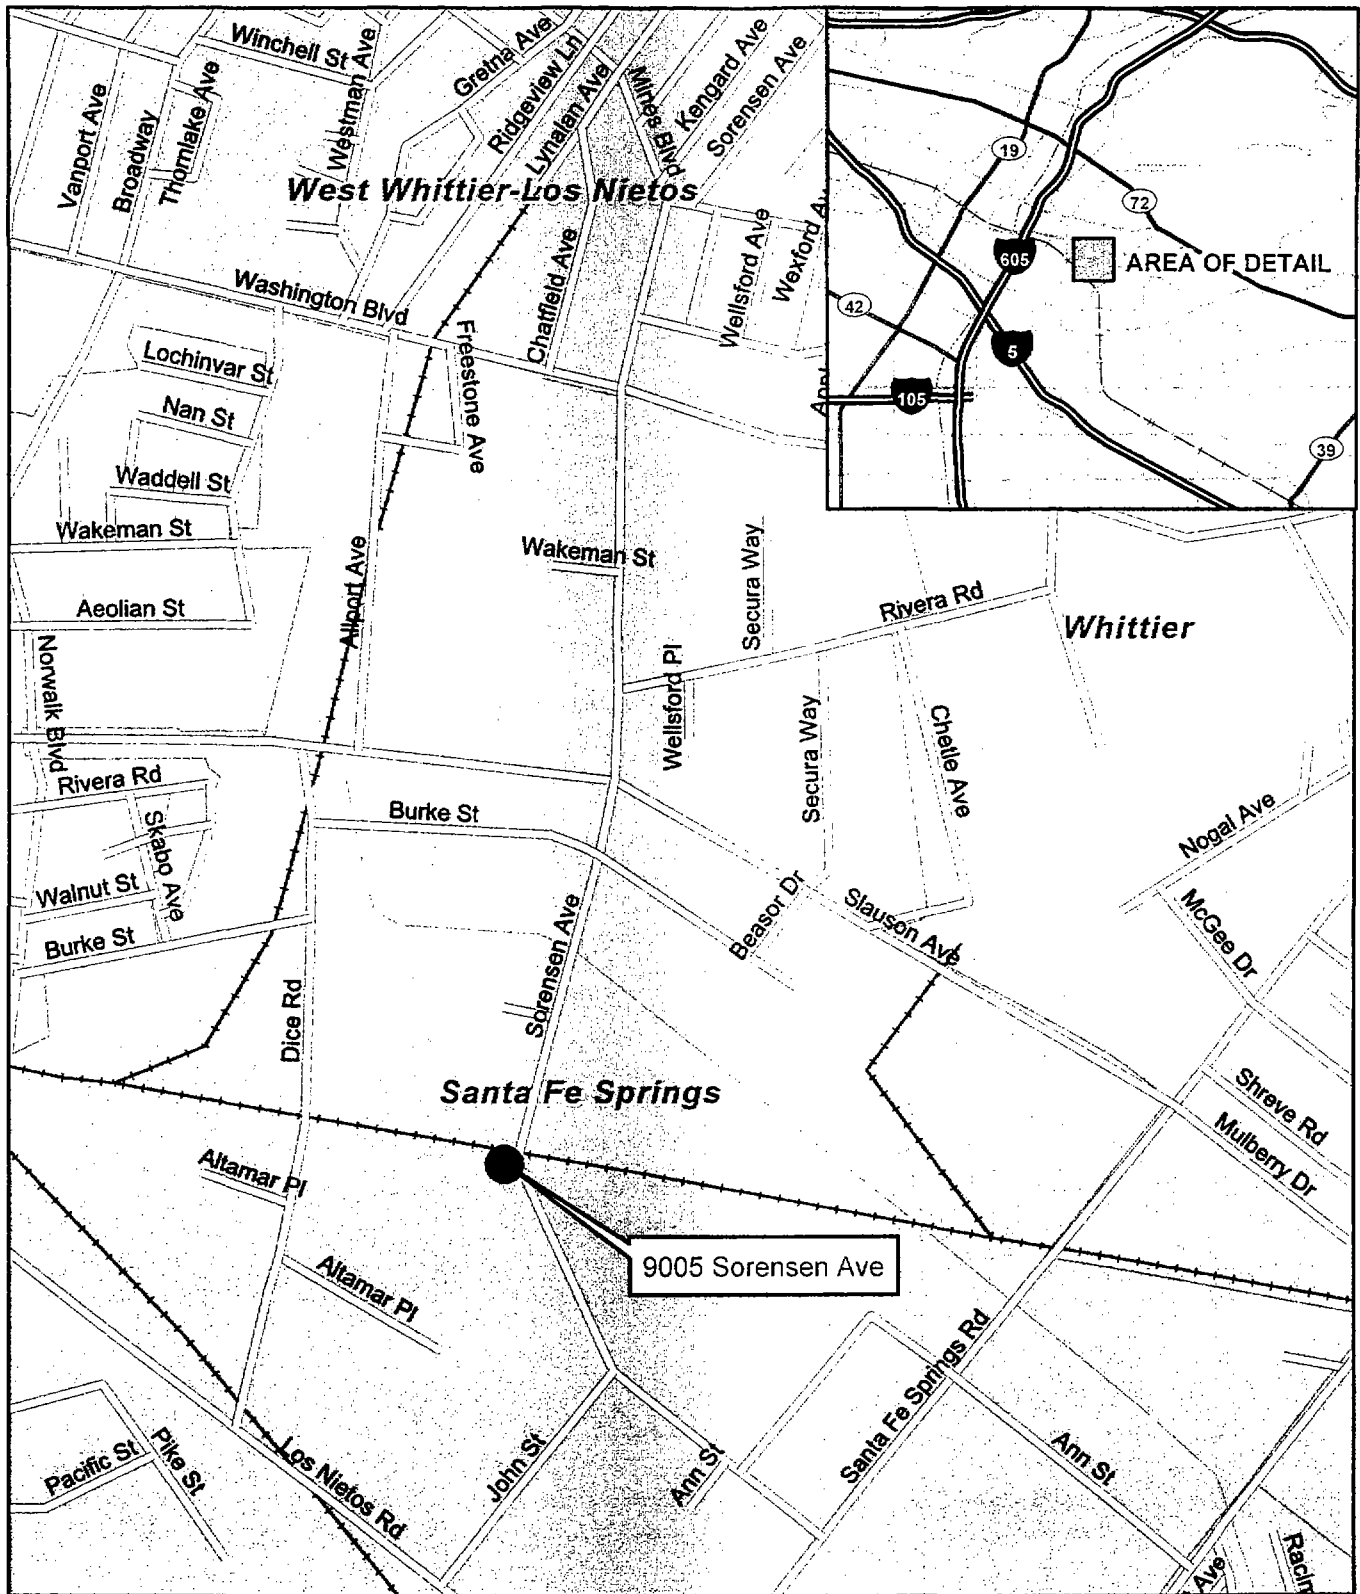 Winchell St
Westman Ave
Gretna Ave
Ridgeview Ln
Lynalan Ave
Mines Blvd
Kengard Ave
Sorensen Ave
Vanport Ave
Broadway
Thornlake Ave
West Whittier-Los Nietos
Chatfield Ave
Wellsford Ave
Washington Blvd
Freestone Ave
19
72
605
AREA OF DETAIL
42
5
105
39
Lochinvar St
Nan St
Waddell St
Wakeman St
Wakeman St
Secura Way
Rivera Rd
Whittier
Aeolian St
Allport Ave
Norwalk Blvd
Wellsford Pl
Secura Way
Chetle Ave
Rivera Rd
Skabo Ave
Burke St
Nogal Ave
Walnut St
Burke St
Sorensen Ave
Beasor Dr
Slauson Ave
McGee Dr
Dice Rd
Santa Fe Springs
Shreve Rd
Mulberry Dr
Altamar Pl
9005 Sorensen Ave
Altamar Pl
Santa Fe Springs Rd
Pacific St
Pike St
Los Nietos Rd
John St
Ann St
Ann St
Ave